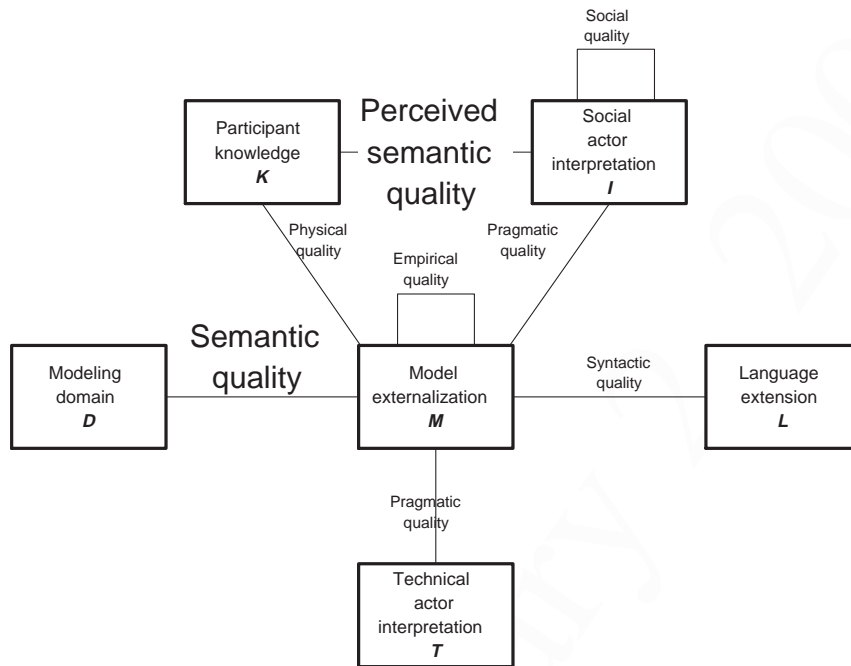 Social
quality
Participant
knowledge
K
Perceived
semantic
quality
Social
actor
interpretation
I
Physical
quality
Pragmatic
quality
Empirical
quality
Semantic
quality
Modeling
domain
D
Model
externalization
M
Syntactic
quality
Language
extension
L
Pragmatic
quality
Technical
actor
interpretation
T